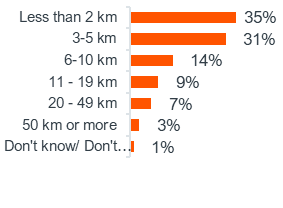 Less than 2 km 35%
3-5 km 31%
6-10 km 14%
11 - 19 km 9%
20 - 49 km 7%
50 km or more 3%
Don't know/ Don't... 1%